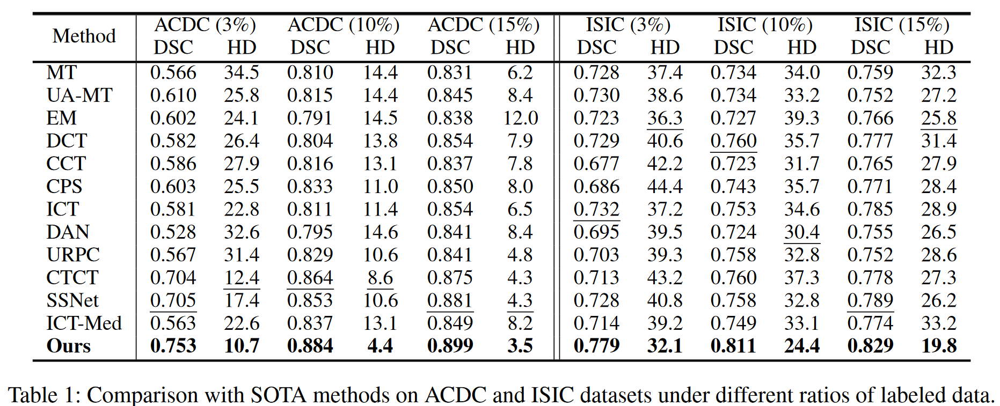 Method ACDC (3%) ACDC (10%) ACDC (15%) ISIC (3%) ISIC (10%) ISIC (15%)
DSC HD DSC HD DSC HD DSC HD DSC HD DSC HD
MT 0.566 34.5 0.810 14.4 0.831 6.2 0.728 37.4 0.734 34.0 0.759 32.3
UA-MT 0.610 25.8 0.815 14.4 0.845 8.4 0.730 38.6 0.734 33.2 0.752 27.2
EM 0.602 24.1 0.791 14.5 0.838 12.0 0.723 36.3 0.727 39.3 0.766 25.8
DCT 0.582 26.4 0.804 13.8 0.854 7.9 0.729 40.6 0.760 35.7 0.777 31.4
CCT 0.586 27.9 0.816 13.1 0.837 7.8 0.677 42.2 0.723 31.7 0.765 27.9
CPS 0.603 25.5 0.833 11.0 0.850 8.0 0.686 44.4 0.743 35.7 0.771 28.4
ICT 0.581 22.8 0.811 11.4 0.854 6.5 0.732 37.2 0.753 34.6 0.785 28.9
DAN 0.528 32.6 0.795 14.6 0.841 8.4 0.695 39.5 0.724 30.4 0.755 26.5
URPC 0.567 31.4 0.829 10.6 0.841 4.8 0.703 39.3 0.758 32.8 0.752 28.6
CTCT 0.704 12.4 0.864 8.6 0.875 4.3 0.713 43.2 0.760 37.3 0.778 27.3
SSNet 0.705 17.4 0.853 10.6 0.881 4.3 0.728 40.8 0.758 32.8 0.789 26.2
ICT-Med 0.563 22.6 0.837 13.1 0.849 8.2 0.714 39.2 0.749 33.1 0.774 33.2
Ours 0.753 10.7 0.884 4.4 0.899 3.5 0.779 32.1 0.811 24.4 0.829 19.8
Table 1: Comparison with SOTA methods on ACDC and ISIC datasets under different ratios of labeled data.